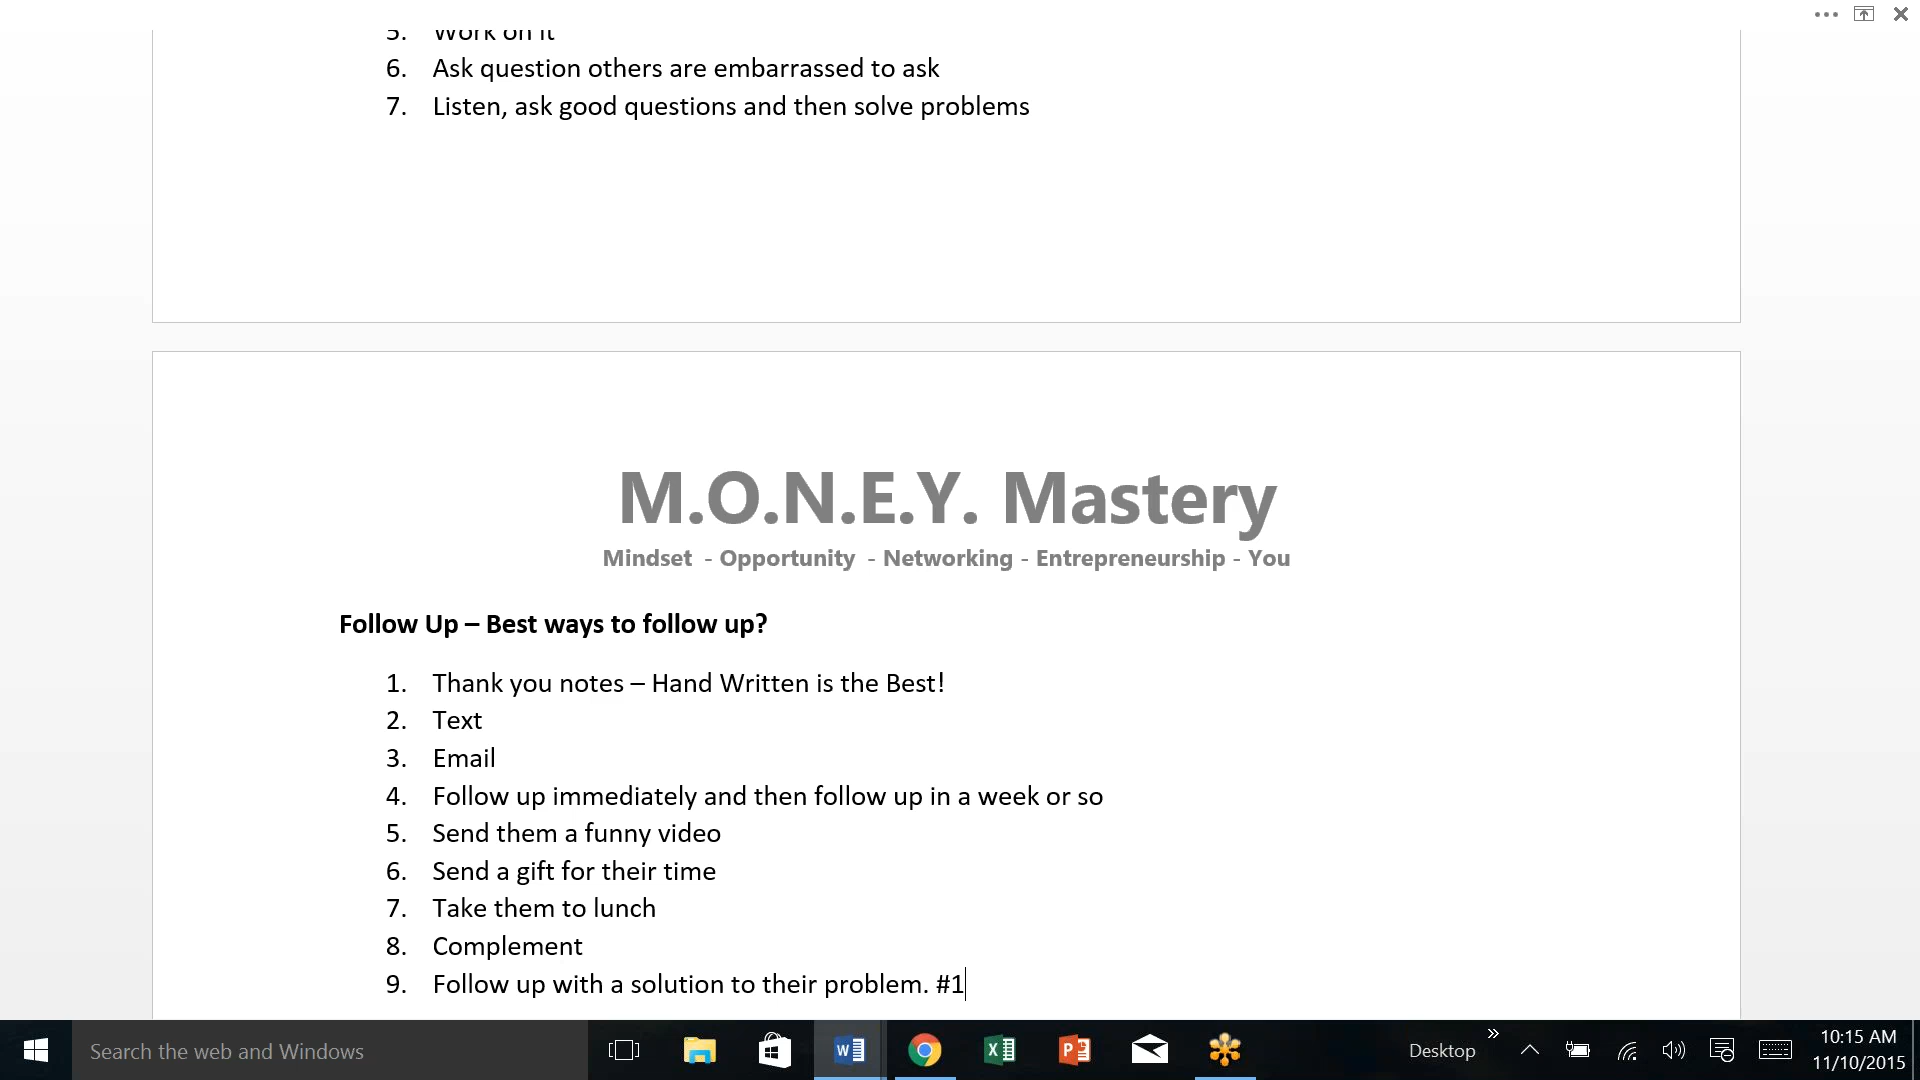 5. Work on it
6. Ask question others are embarrassed to ask
7. Listen, ask good questions and then solve problems
M.O.N.E.Y. Mastery
Mindset - Opportunity - Networking - Entrepreneurship - You
Follow Up – Best ways to follow up?
1. Thank you notes – Hand Written is the Best!
2. Text
3. Email
4. Follow up immediately and then follow up in a week or so
5. Send them a funny video
6. Send a gift for their time
7. Take them to lunch
8. Complement
9. Follow up with a solution to their problem. #1
Search the web and Windows
Desktop
10:15 AM
11/10/2015